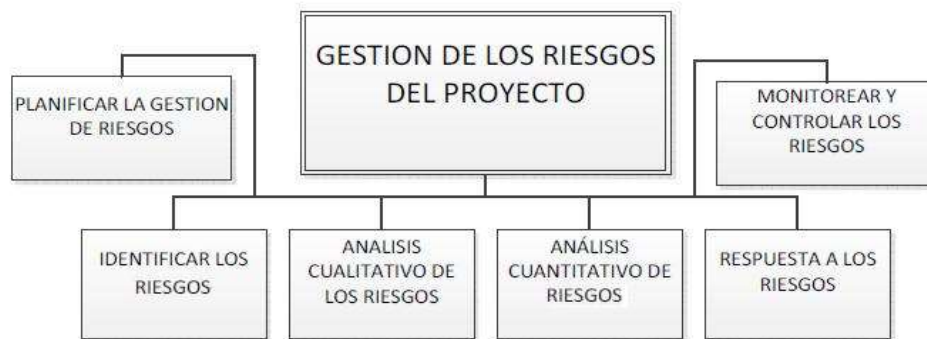 GESTION DE LOS RIESGOS
DEL PROYECTO
PLANIFICAR LA GESTION
DE RIESGOS
MONITOREAR Y
CONTROLAR LOS
RIESGOS
IDENTIFICAR LOS
RIESGOS
ANALISIS
CUALITATIVO DE
LOS RIESGOS
ANÁLISIS
CUANTITATIVO DE
RIESGOS
RESPUESTA A LOS
RIESGOS